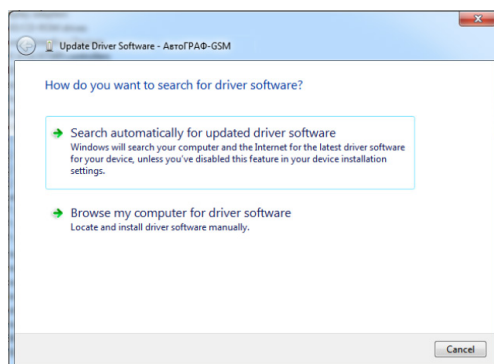 Update Driver Software - АвтоГРАФ-GSM
How do you want to search for driver software?
Search automatically for updated driver software
Windows will search your computer and the Internet for the latest driver software
for your device, unless you've disabled this feature in your device installation
settings.
Browse my computer for driver software
Locate and install driver software manually.
Cancel